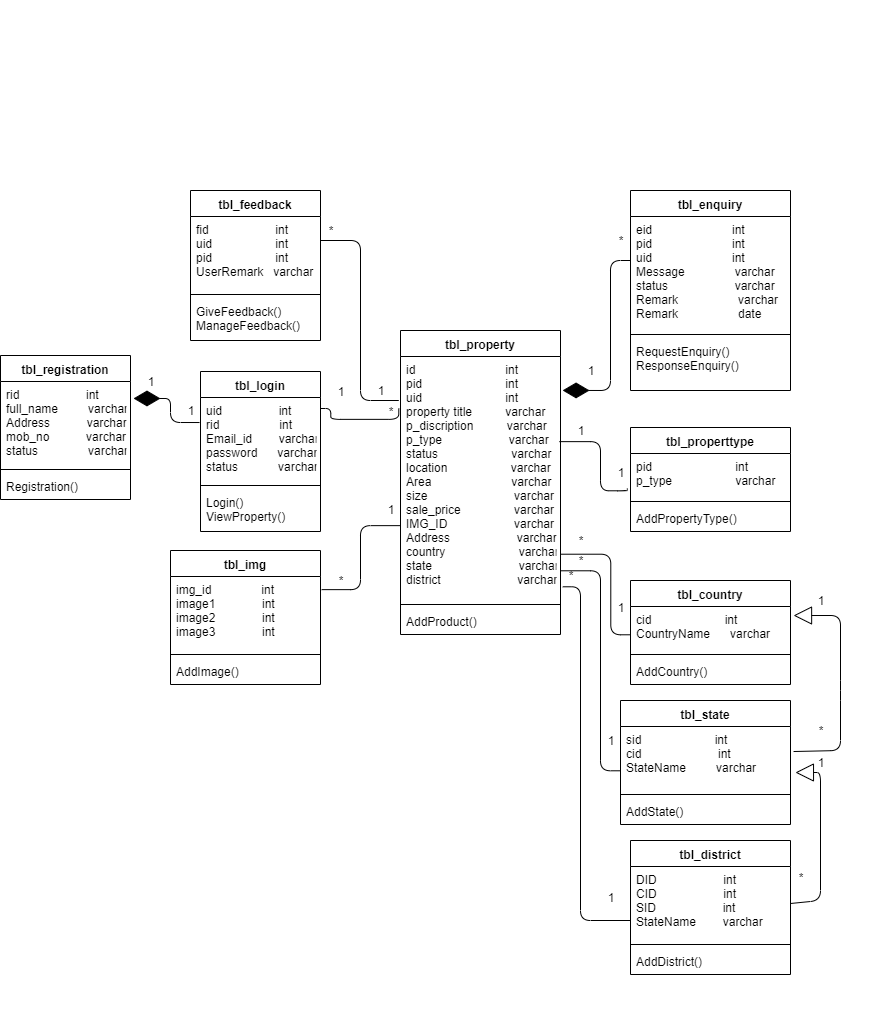 tbl_feedback
fid int
uid int
pid int
UserRemark varchar
GiveFeedback()
ManageFeedback()
*
tbl_enquiry
eid int
pid int
uid int
Message varchar
status varchar
Remark varchar
Remark date
RequestEnquiry()
ResponseEnquiry()
*
1
tbl_registration
rid int
full_name varchar
Address varchar
mob_no varchar
status varchar
Registration()
1
1
tbl_login
uid int
rid int
Email_id varchar
password varchar
status varchar
Login()
ViewProperty()
1
1
*
tbl_property
id int
pid int
uid int
property title varchar
p_discription varchar
p_type varchar
status varchar
location varchar
Area varchar
size varchar
sale_price varchar
IMG_ID varchar
Address varchar
country varchar
state varchar
district varchar
AddProduct()
1
1
tbl_properttype
pid int
p_type varchar
AddPropertyType()
tbl_img
img_id int
image1 int
image2 int
image3 int
AddImage()
1
*
*
*
*
1
tbl_country
cid int
CountryName varchar
AddCountry()
1
*
1
tbl_state
sid int
cid int
StateName varchar
AddState()
1
*
1
tbl_district
DID int
CID int
SID int
StateName varchar
AddDistrict()